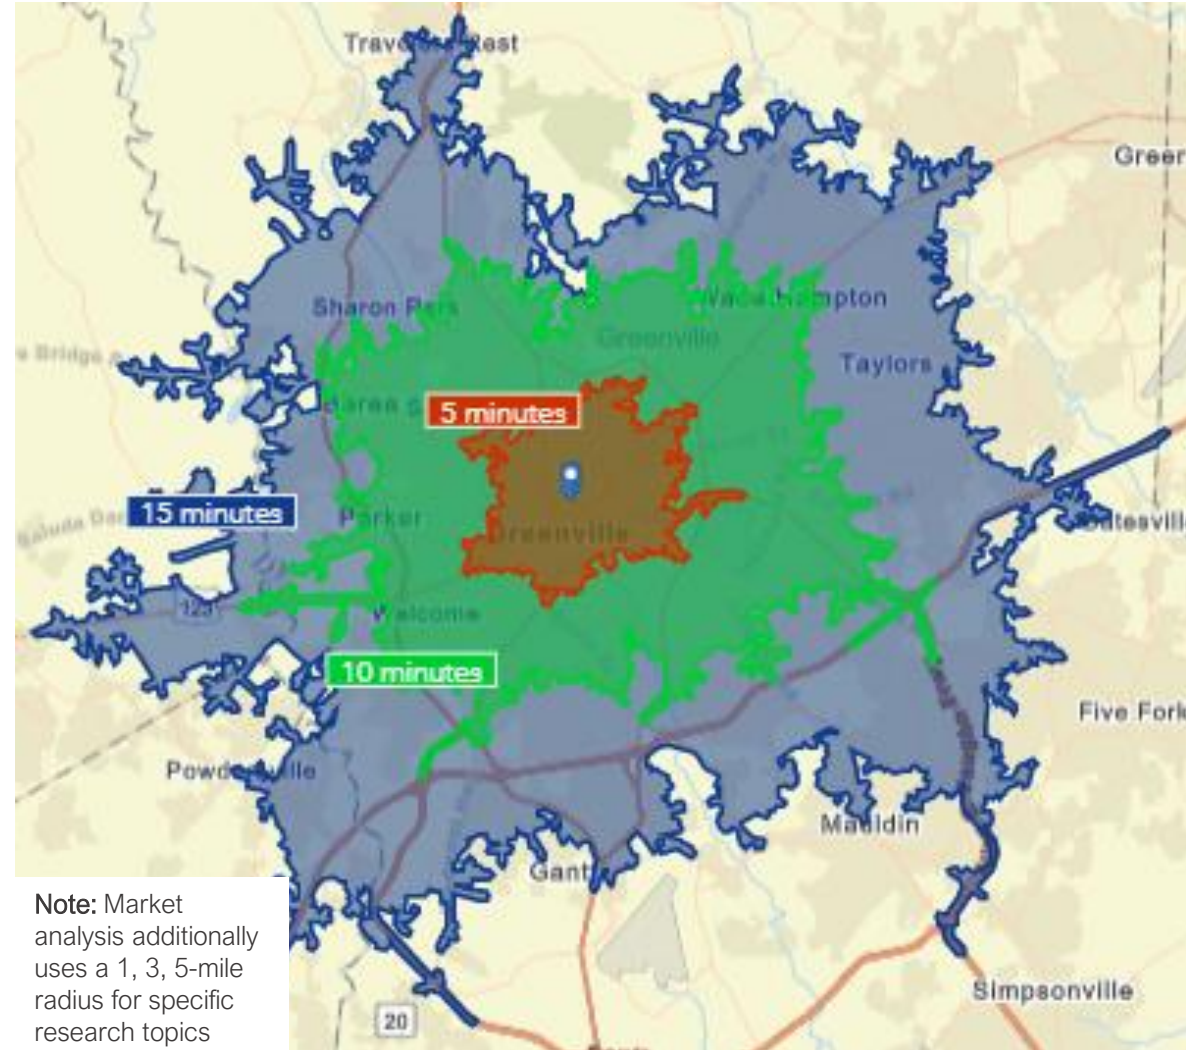 Travelers Rest
Greer
Sharon Park
Wade Hampton
Greenville
Taylors
5 minutes
15 minutes
Parker
Greenville
123
Welcome
10 minutes
Five Fork
Powdersville
Mauldin
Gantt
Note: Market
analysis additionally
uses a 1, 3, 5-mile
radius for specific
research topics
Simpsonville
20